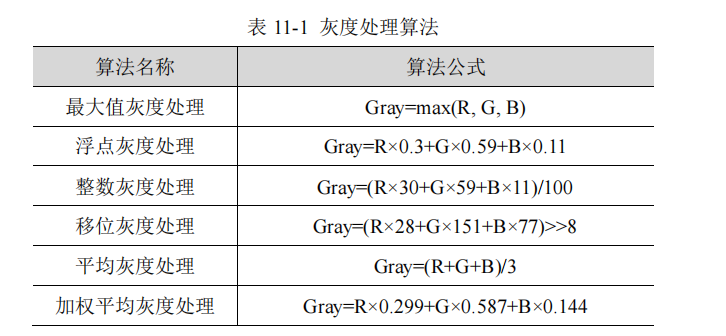 表 11-1 灰度处理算法
算法名称 算法公式
最大值灰度处理 Gray=max(R, G, B)
浮点灰度处理 Gray=R×0.3+G×0.59+B×0.11
整数灰度处理 Gray=(R×30+G×59+B×11)/100
移位灰度处理 Gray=(R×28+G×151+B×77)>>8
平均灰度处理 Gray=(R+G+B)/3
加权平均灰度处理 Gray=R×0.299+G×0.587+B×0.144